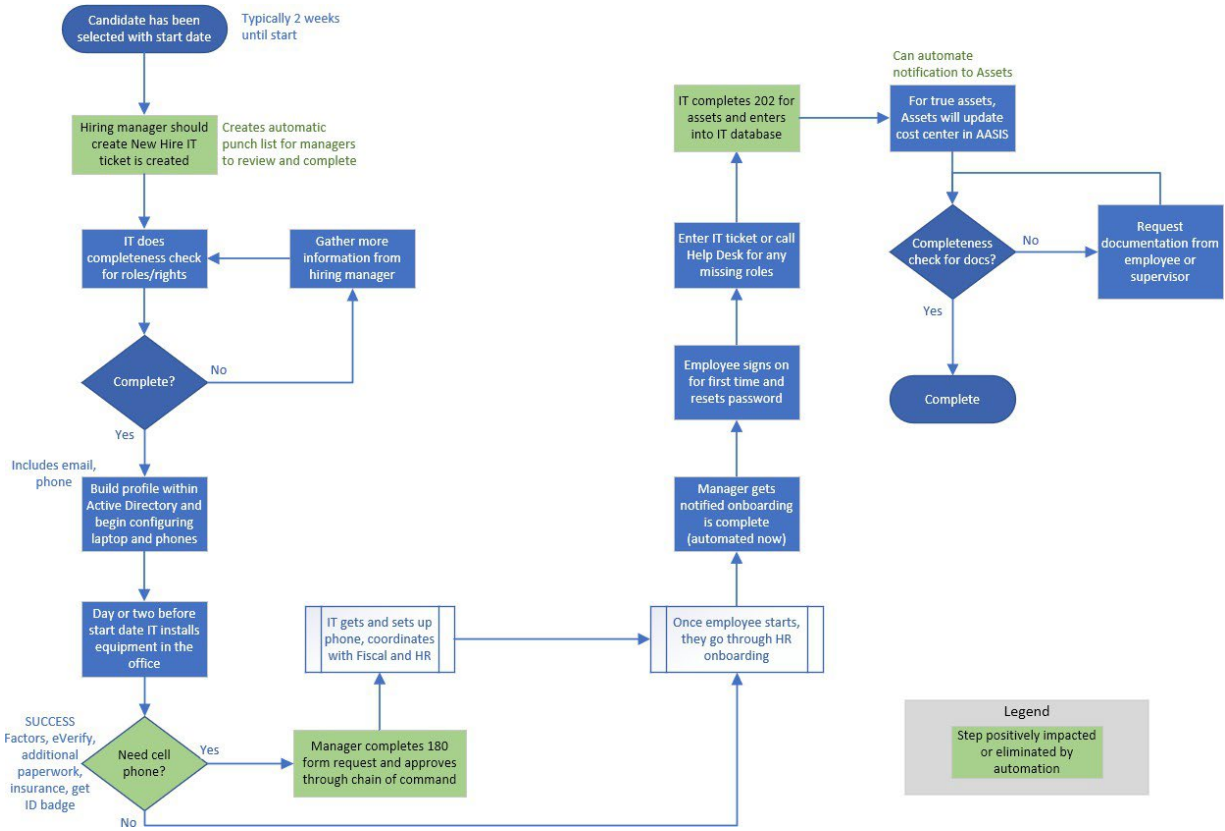 Candidate has been
selected with start date
Typically 2 weeks
until start
Hiring manager should
create New Hire IT
ticket is created
Creates automatic
punch list for managers
to review and complete
IT does
completeness check
for roles/rights
Gather more
information from
hiring manager
Complete?
No
Yes
Includes email,
phone
Build profile within
Active Directory and
begin configuring
laptop and phones
Day or two before
start date IT installs
equipment in the
office
SUCCESS
Factors, eVerify,
additional
paperwork,
insurance, get
ID badge
Need cell
phone?
Yes
No
Manager completes 180
form request and approves
through chain of command
IT gets and sets up
phone, coordinates
with Fiscal and HR
Once employee starts,
they go through HR
onboarding
Manager gets
notified onboarding
is complete
(automated now)
Employee signs on
for first time and
resets password
Enter IT ticket or call
Help Desk for any
missing roles
IT completes 202 for
assets and enters
into IT database
Can automate
notification to Assets
For true assets,
Assets will update
cost center in AASIS
Completeness
check for docs?
No
Request
documentation from
employee or
supervisor
Yes
Complete
Legend
Step positively impacted
or eliminated by
automation